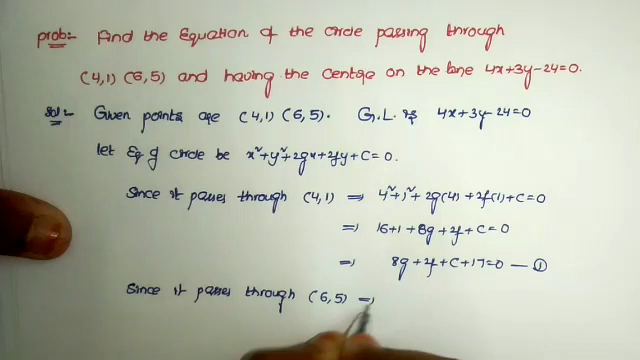 prob:- Find the Equation of the circle passing through
(4,1) (6,5) and having the Centre on the line 4x+3y-24=0.
Sol:- Given points are (4,1) (6,5). G.L. is 4x+3y-24=0
let Eq of circle be x²+y²+2gx+2fy+C=0.
Since it passes through (4,1) ⇒ 4²+1²+2g(4)+2f(1)+C=0
⇒ 16+1+8g+2f+C=0
⇒ 8g+2f+C+17=0 — ①
Since it passes through (6,5) ⇒